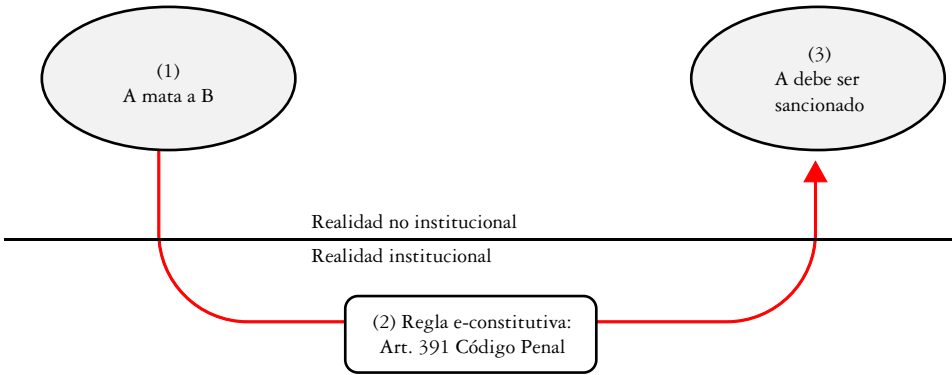 (1)
A mata a B
(3)
A debe ser
sancionado
Realidad no institucional
Realidad institucional
(2) Regla e-constitutiva:
Art. 391 Código Penal